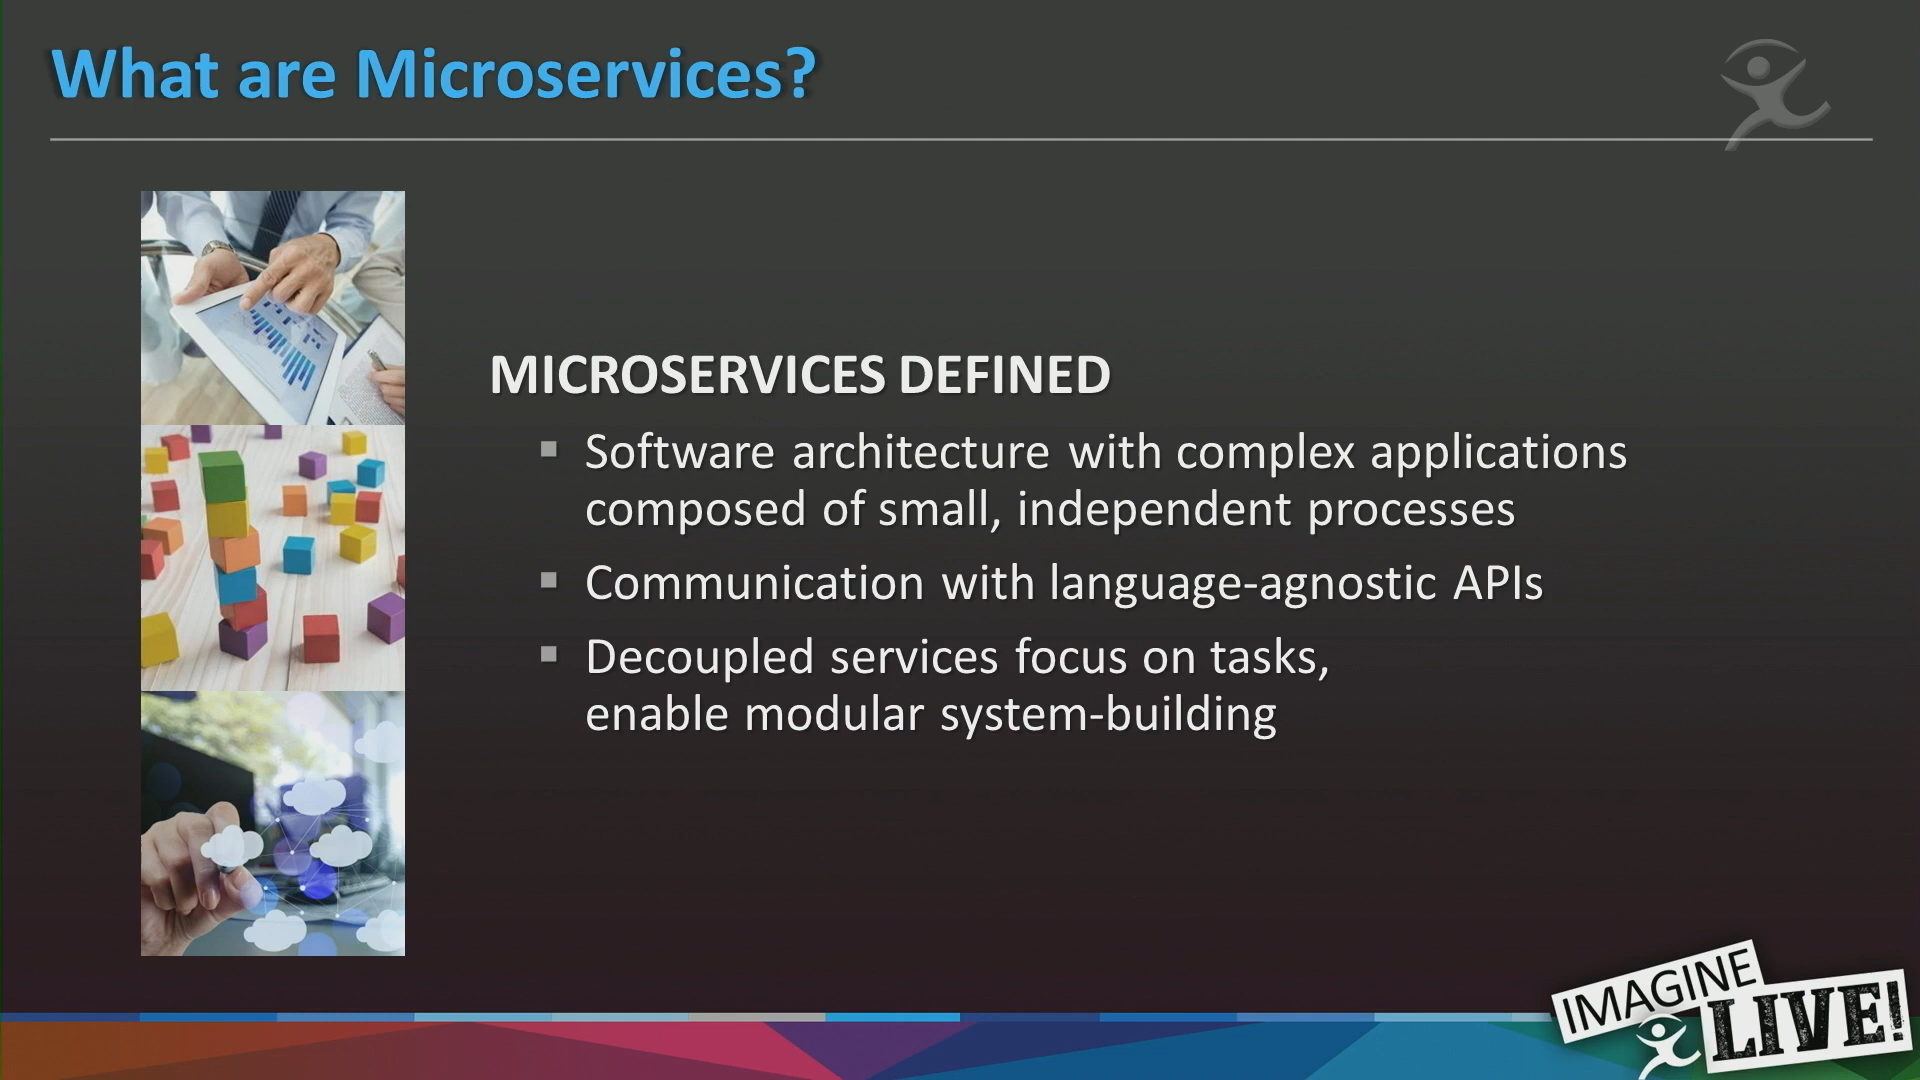 What are Microservices?
MICROSERVICES DEFINED
▪ Software architecture with complex applications
composed of small, independent processes
▪ Communication with language-agnostic APIs
▪ Decoupled services focus on tasks,
enable modular system-building
IMAGINE
LIVE!